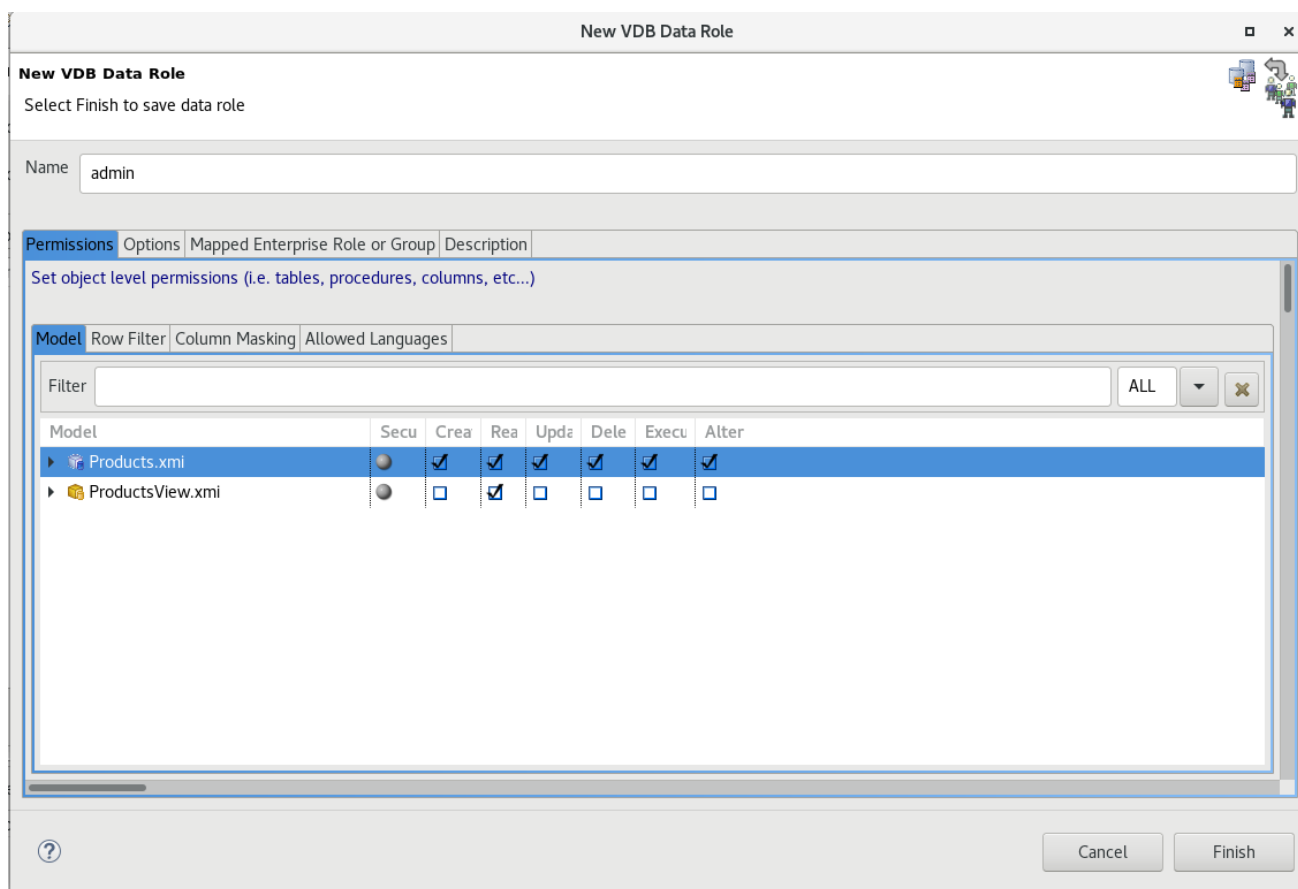 New VDB Data Role
New VDB Data Role
Select Finish to save data role
Name admin
Permissions Options Mapped Enterprise Role or Group Description
Set object level permissions (i.e. tables, procedures, columns, etc...)
Model Row Filter Column Masking Allowed Languages
Filter ALL
Model Secu Crea Rea Upda Dele Execu Alter
Products.xmi
ProductsView.xmi
Cancel Finish